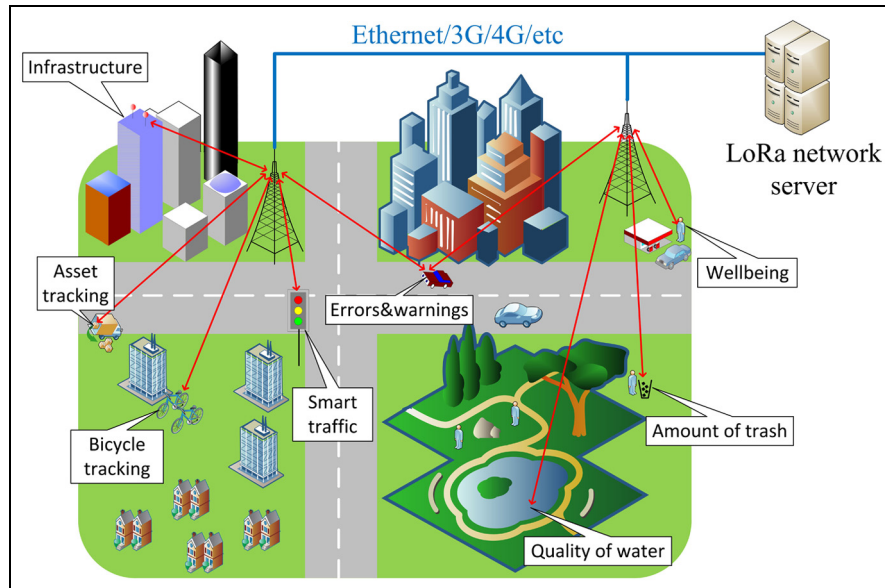 Ethernet/3G/4G/etc
Infrastructure
LoRa network
server
Asset
tracking
Errors&warnings
Wellbeing
Smart
traffic
Bicycle
tracking
Amount of trash
Quality of water